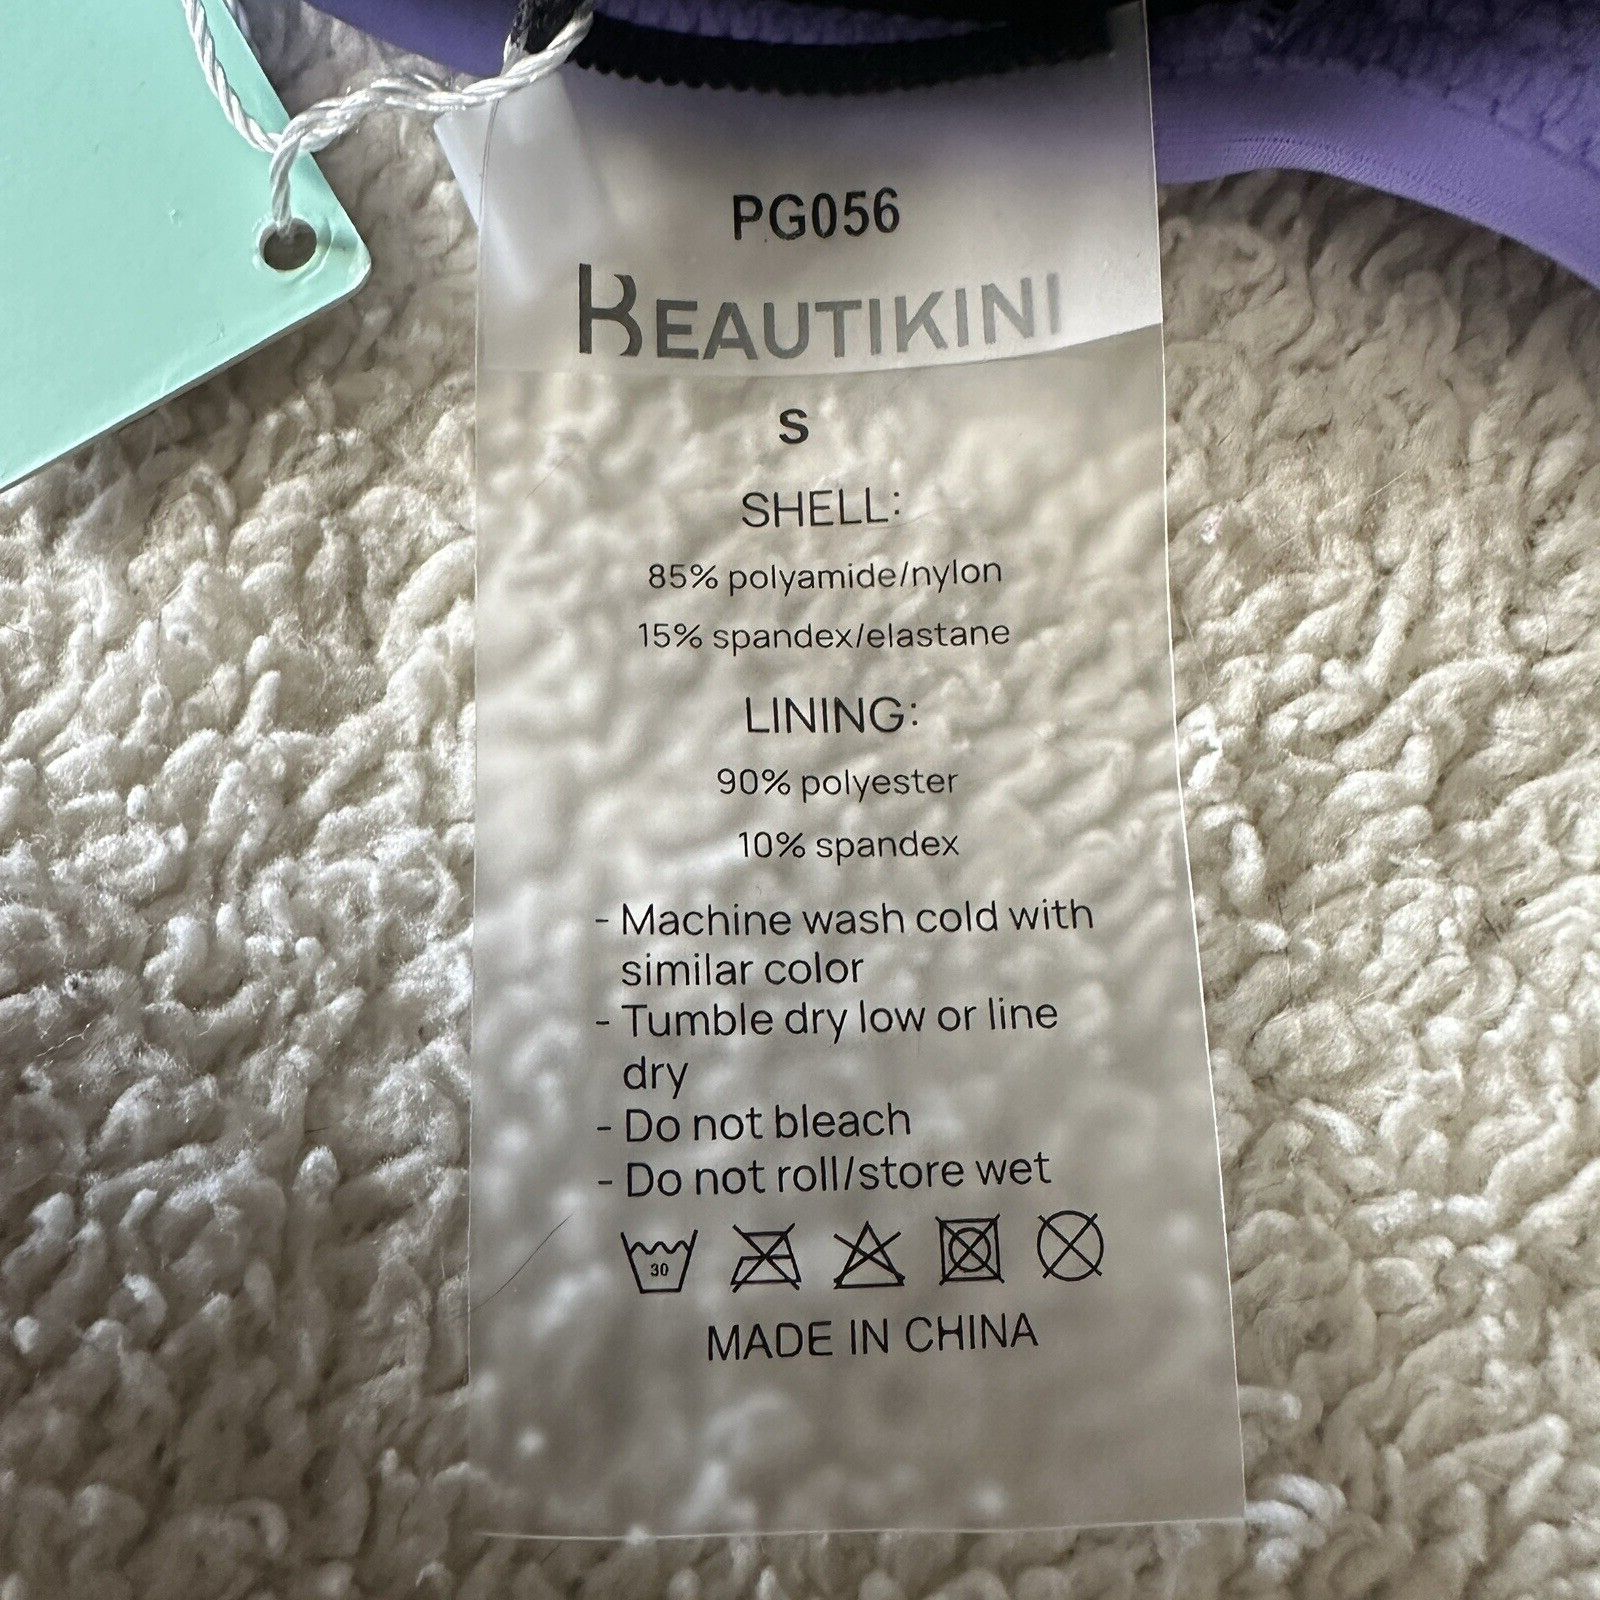 PG056
BEAUTIKINI
S
SHELL:
85% polyamide/nylon
15% spandex/elastane
LINING:
90% polyester
10% spandex
- Machine wash cold with
similar color
- Tumble dry low or line
dry
- Do not bleach
- Do not roll/store wet
30
MADE IN CHINA